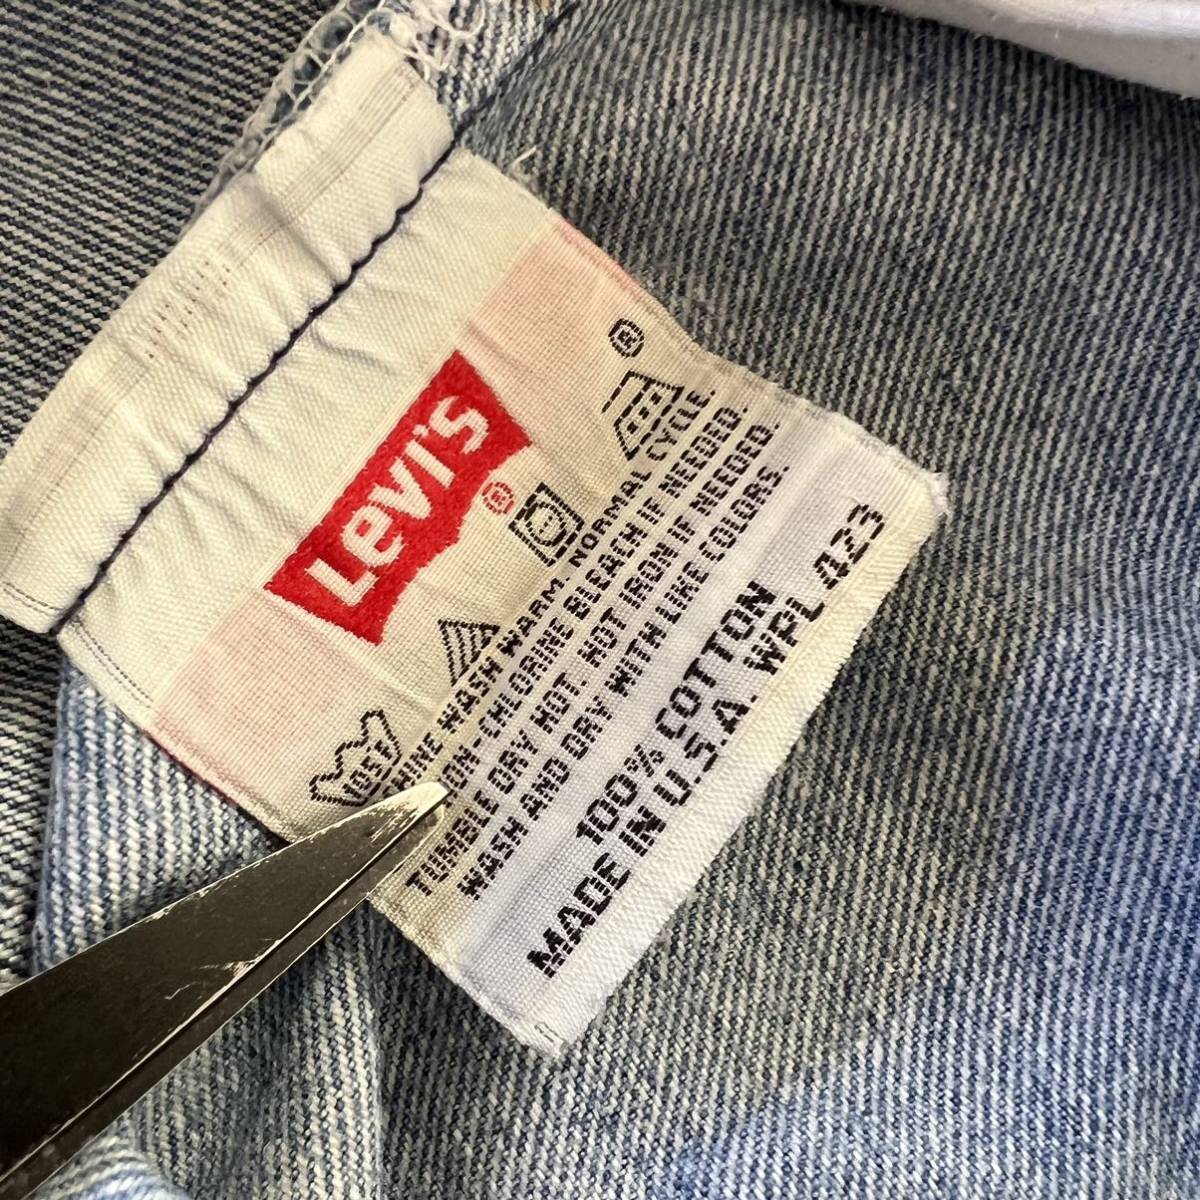 Levi's®
®
105F
MACHINE WASH WARM. NORMAL CYCLE.
NON-CHLORINE BLEACH IF NEEDED.
TUMBLE DRY HOT. HOT IRON IF NEEDED.
WASH AND DRY WITH LIKE COLORS.
100% COTTON
MADE IN U.S.A. WPL 423